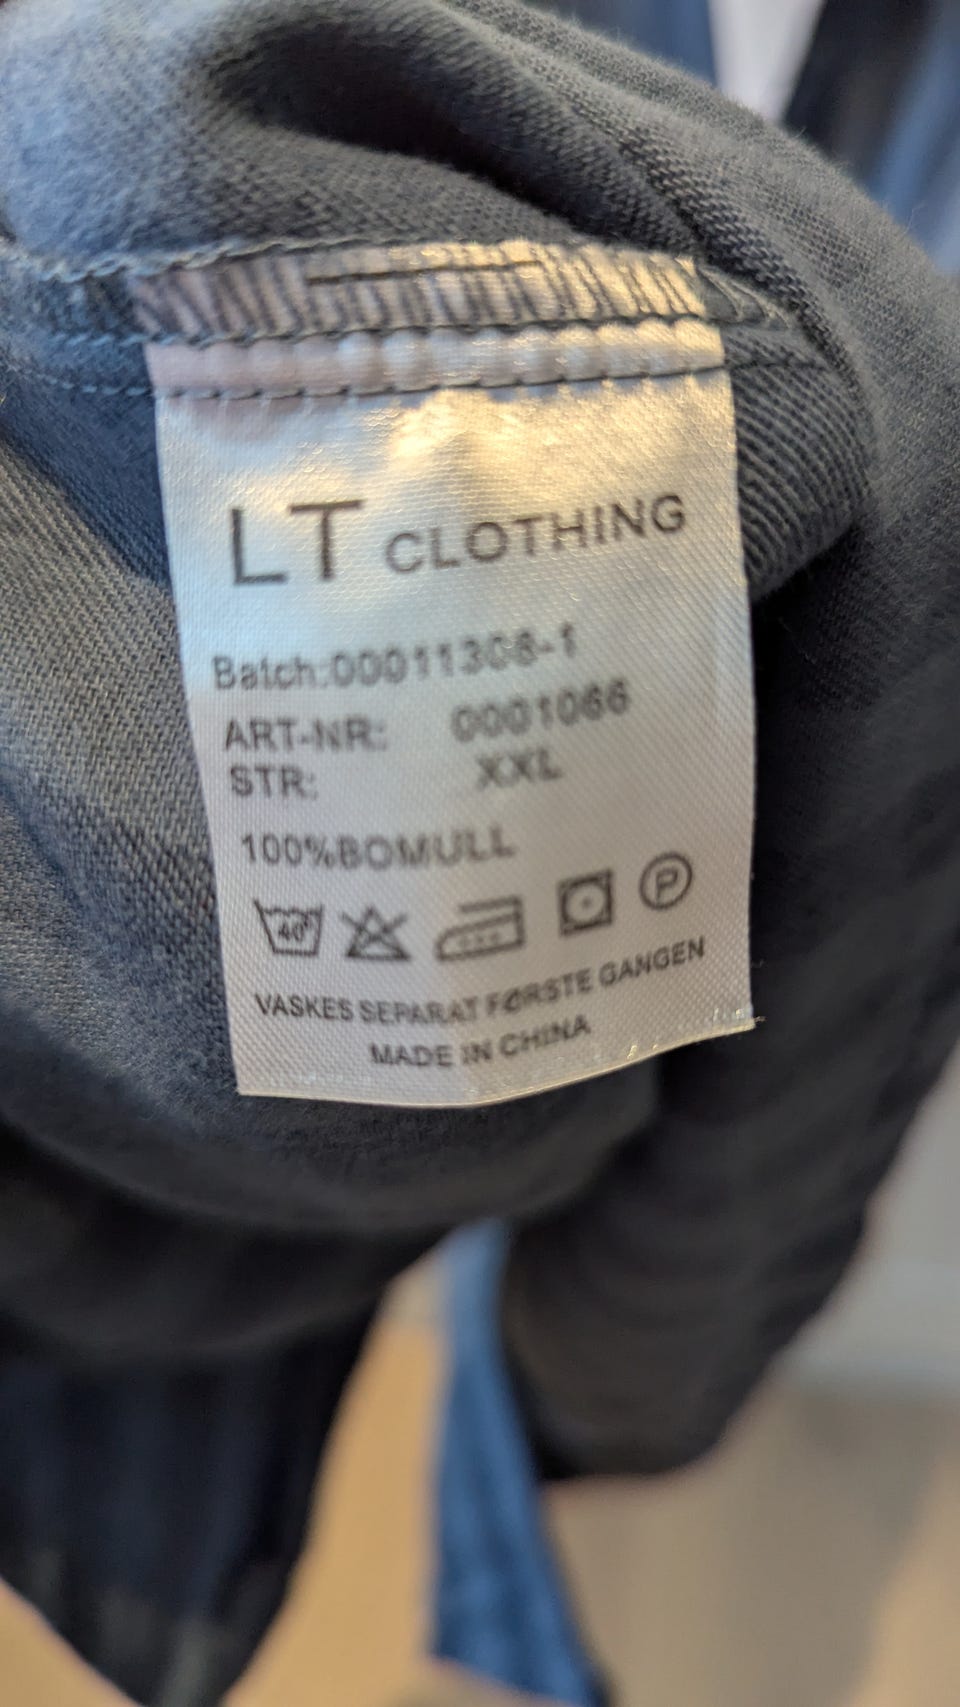 LT CLOTHING
Batch:00011308-1
ART-NR: 0001066
STR: XXL
100%BOMULL
40° P
VASKES SEPARAT FØRSTE GANGEN
MADE IN CHINA